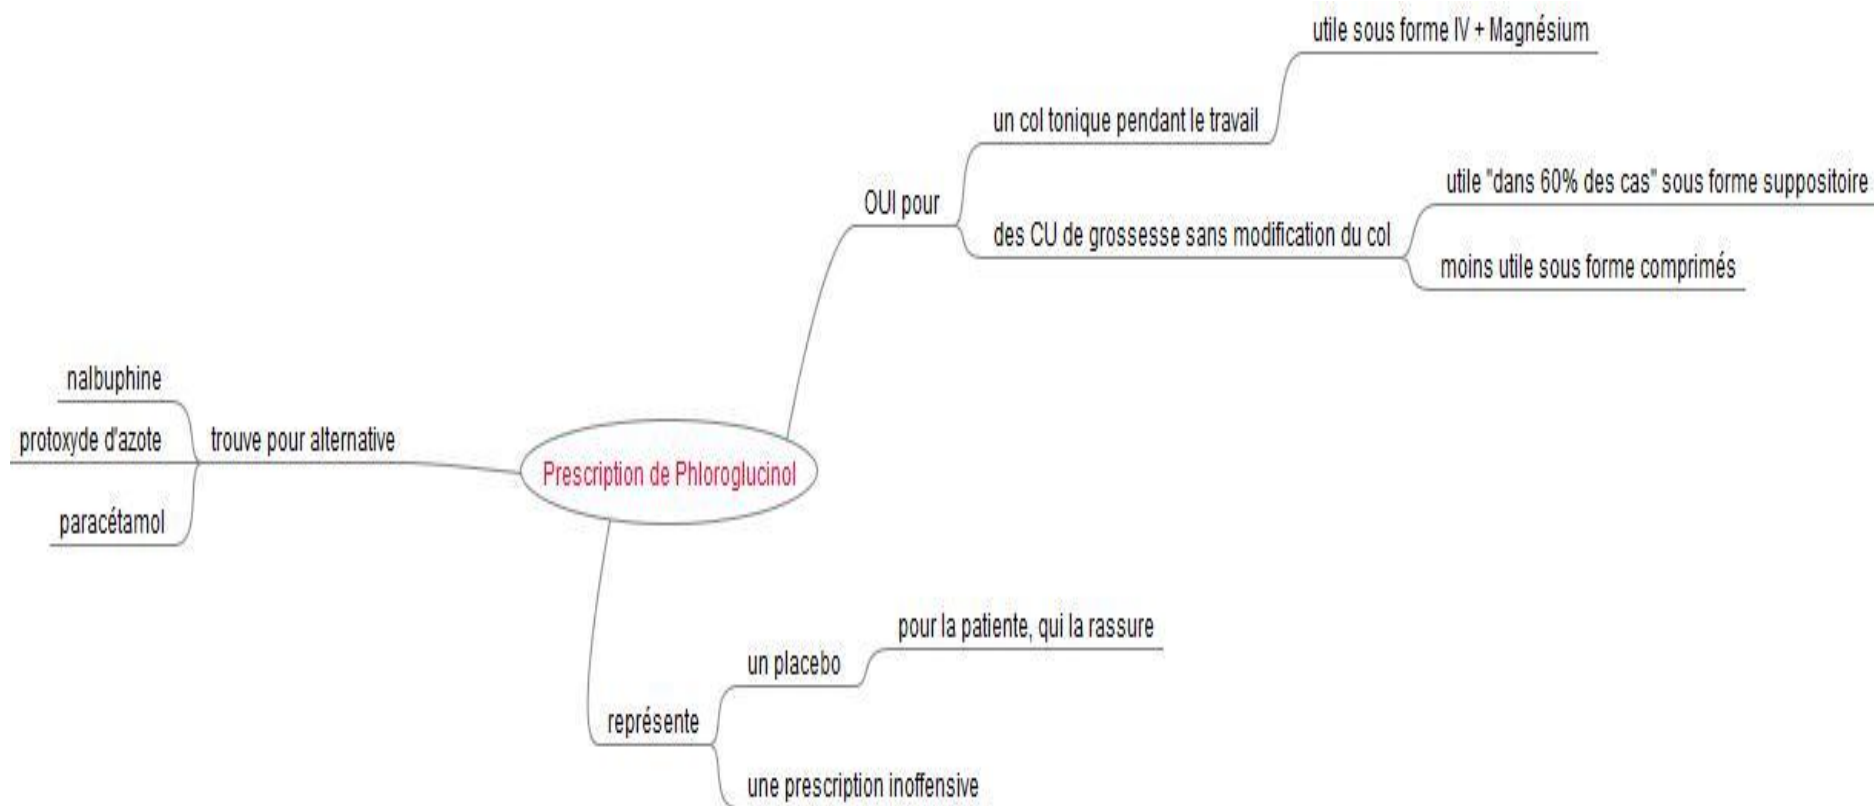 utile sous forme IV + Magnésium
un col tonique pendant le travail
utile "dans 60% des cas" sous forme suppositoire
OUI pour
des CU de grossesse sans modification du col
moins utile sous forme comprimés
nalbuphine
protoxyde d'azote
trouve pour alternative
Prescription de Phloroglucinol
paracétamol
pour la patiente, qui la rassure
un placebo
représente
une prescription inoffensive